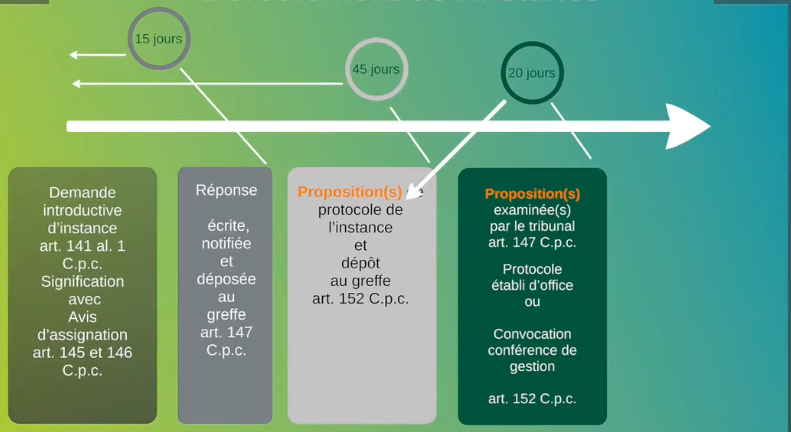 15 jours
45 jours
20 jours
Demande
introductive
d'instance
art. 141 al. 1
C.p.c.
Signification
avec
Avis
d'assignation
art. 145 et 146
C.p.c.
Réponse
écrite,
notifiée
et
déposée
au
greffe
art. 147
C.p.c.
Proposition(s)
protocole de
l'instance
et
dépôt
au greffe
art. 152 C.p.c.
Proposition(s)
examinée(s)
par le tribunal
art. 147 C.p.c.
Protocole
établi d'office
ou
Convocation
conférence de
gestion
art. 152 C.p.c.